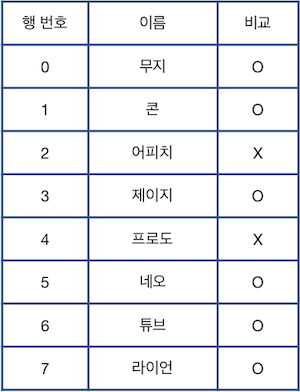 행 번호 이름 비교
0 무지 O
1 콘 O
2 어피치 X
3 제이지 O
4 프로도 X
5 네오 O
6 튜브 O
7 라이언 O